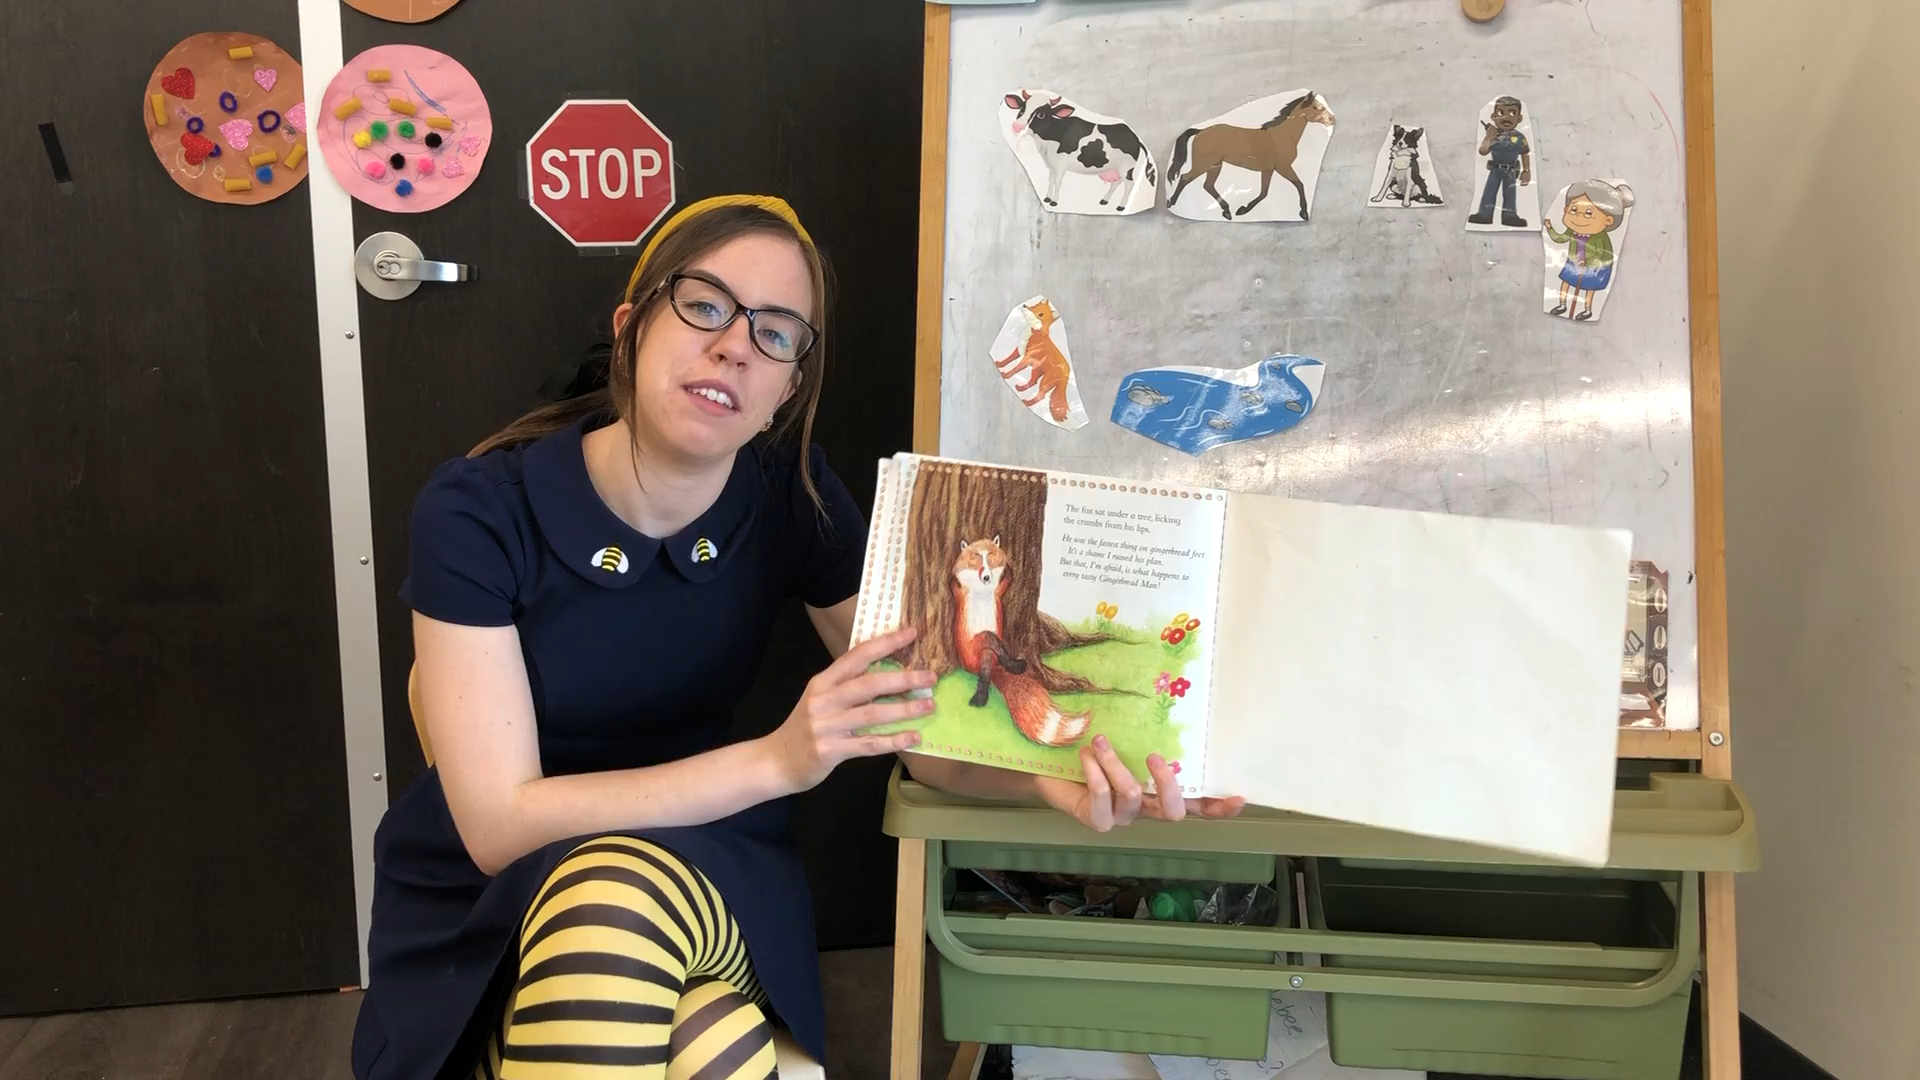 STOP
The fox sat under a tree, licking
the crumbs from his lips.
He was the fastest thing on gingerbread feet.
It's a shame I ruined his plan.
But that, I'm afraid, is what happens to
every tasty Gingerbread Man!